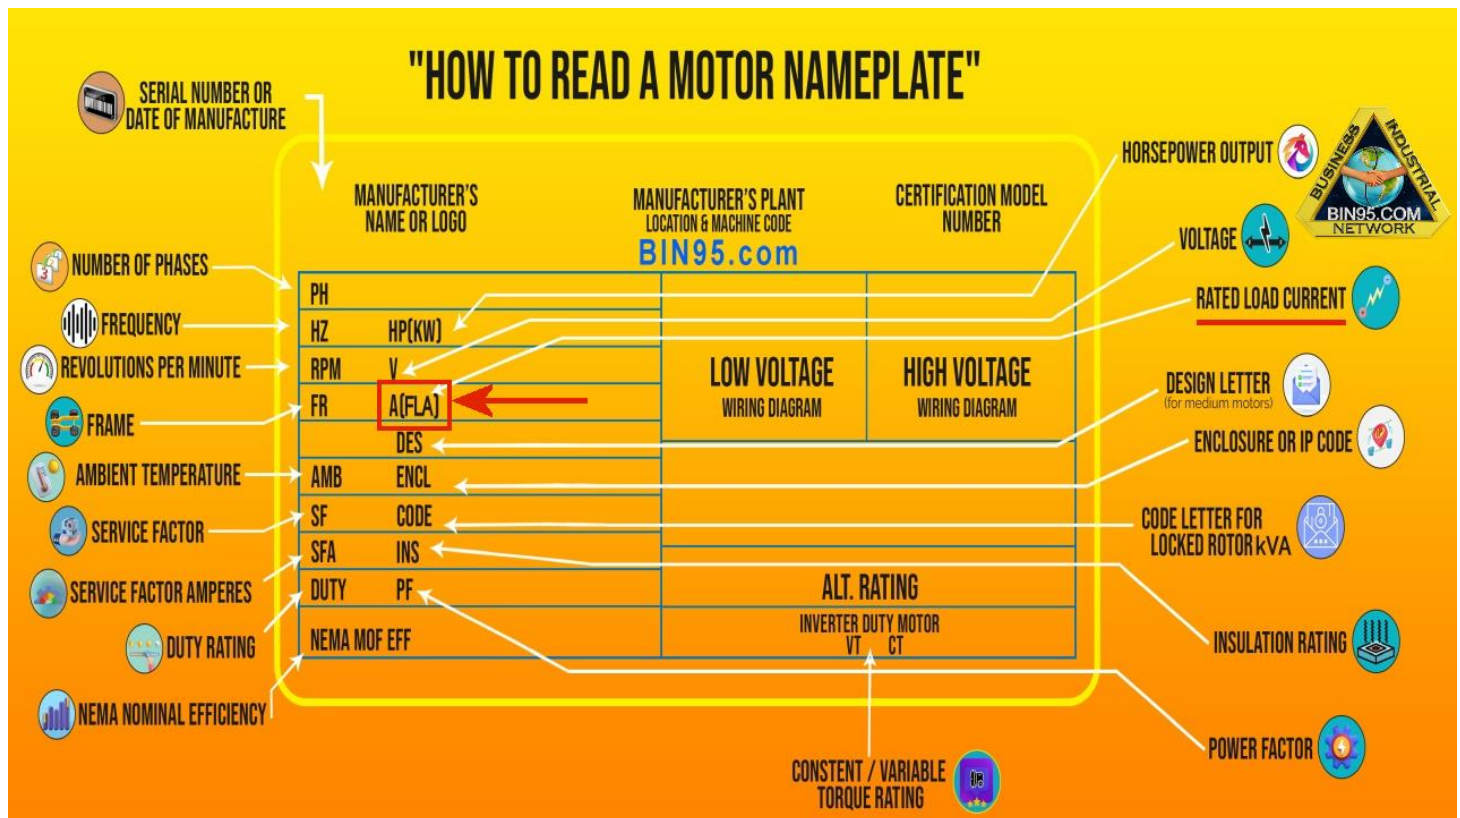 "HOW TO READ A MOTOR NAMEPLATE"
SERIAL NUMBER OR
DATE OF MANUFACTURE
HORSEPOWER OUTPUT
BUSINESS
INDUSTRIAL
BIN95.COM
NETWORK
MANUFACTURER'S
NAME OR LOGO
MANUFACTURER'S PLANT
LOCATION & MACHINE CODE
BIN95.com
CERTIFICATION MODEL
NUMBER
VOLTAGE
NUMBER OF PHASES
PH
RATED LOAD CURRENT
FREQUENCY
HZ HP(KW)
REVOLUTIONS PER MINUTE
RPM V
LOW VOLTAGE
WIRING DIAGRAM
HIGH VOLTAGE
WIRING DIAGRAM
DESIGN LETTER
(for medium motors)
FRAME
FR A(FLA)
DES
ENCLOSURE OR IP CODE
AMBIENT TEMPERATURE
AMB ENCL
SERVICE FACTOR
SF CODE
CODE LETTER FOR
LOCKED ROTOR kVA
SFA INS
SERVICE FACTOR AMPERES
DUTY PF
ALT. RATING
DUTY RATING
NEMA MOF EFF
INVERTER DUTY MOTOR
VT CT
INSULATION RATING
NEMA NOMINAL EFFICIENCY
POWER FACTOR
CONSTENT / VARIABLE
TORQUE RATING